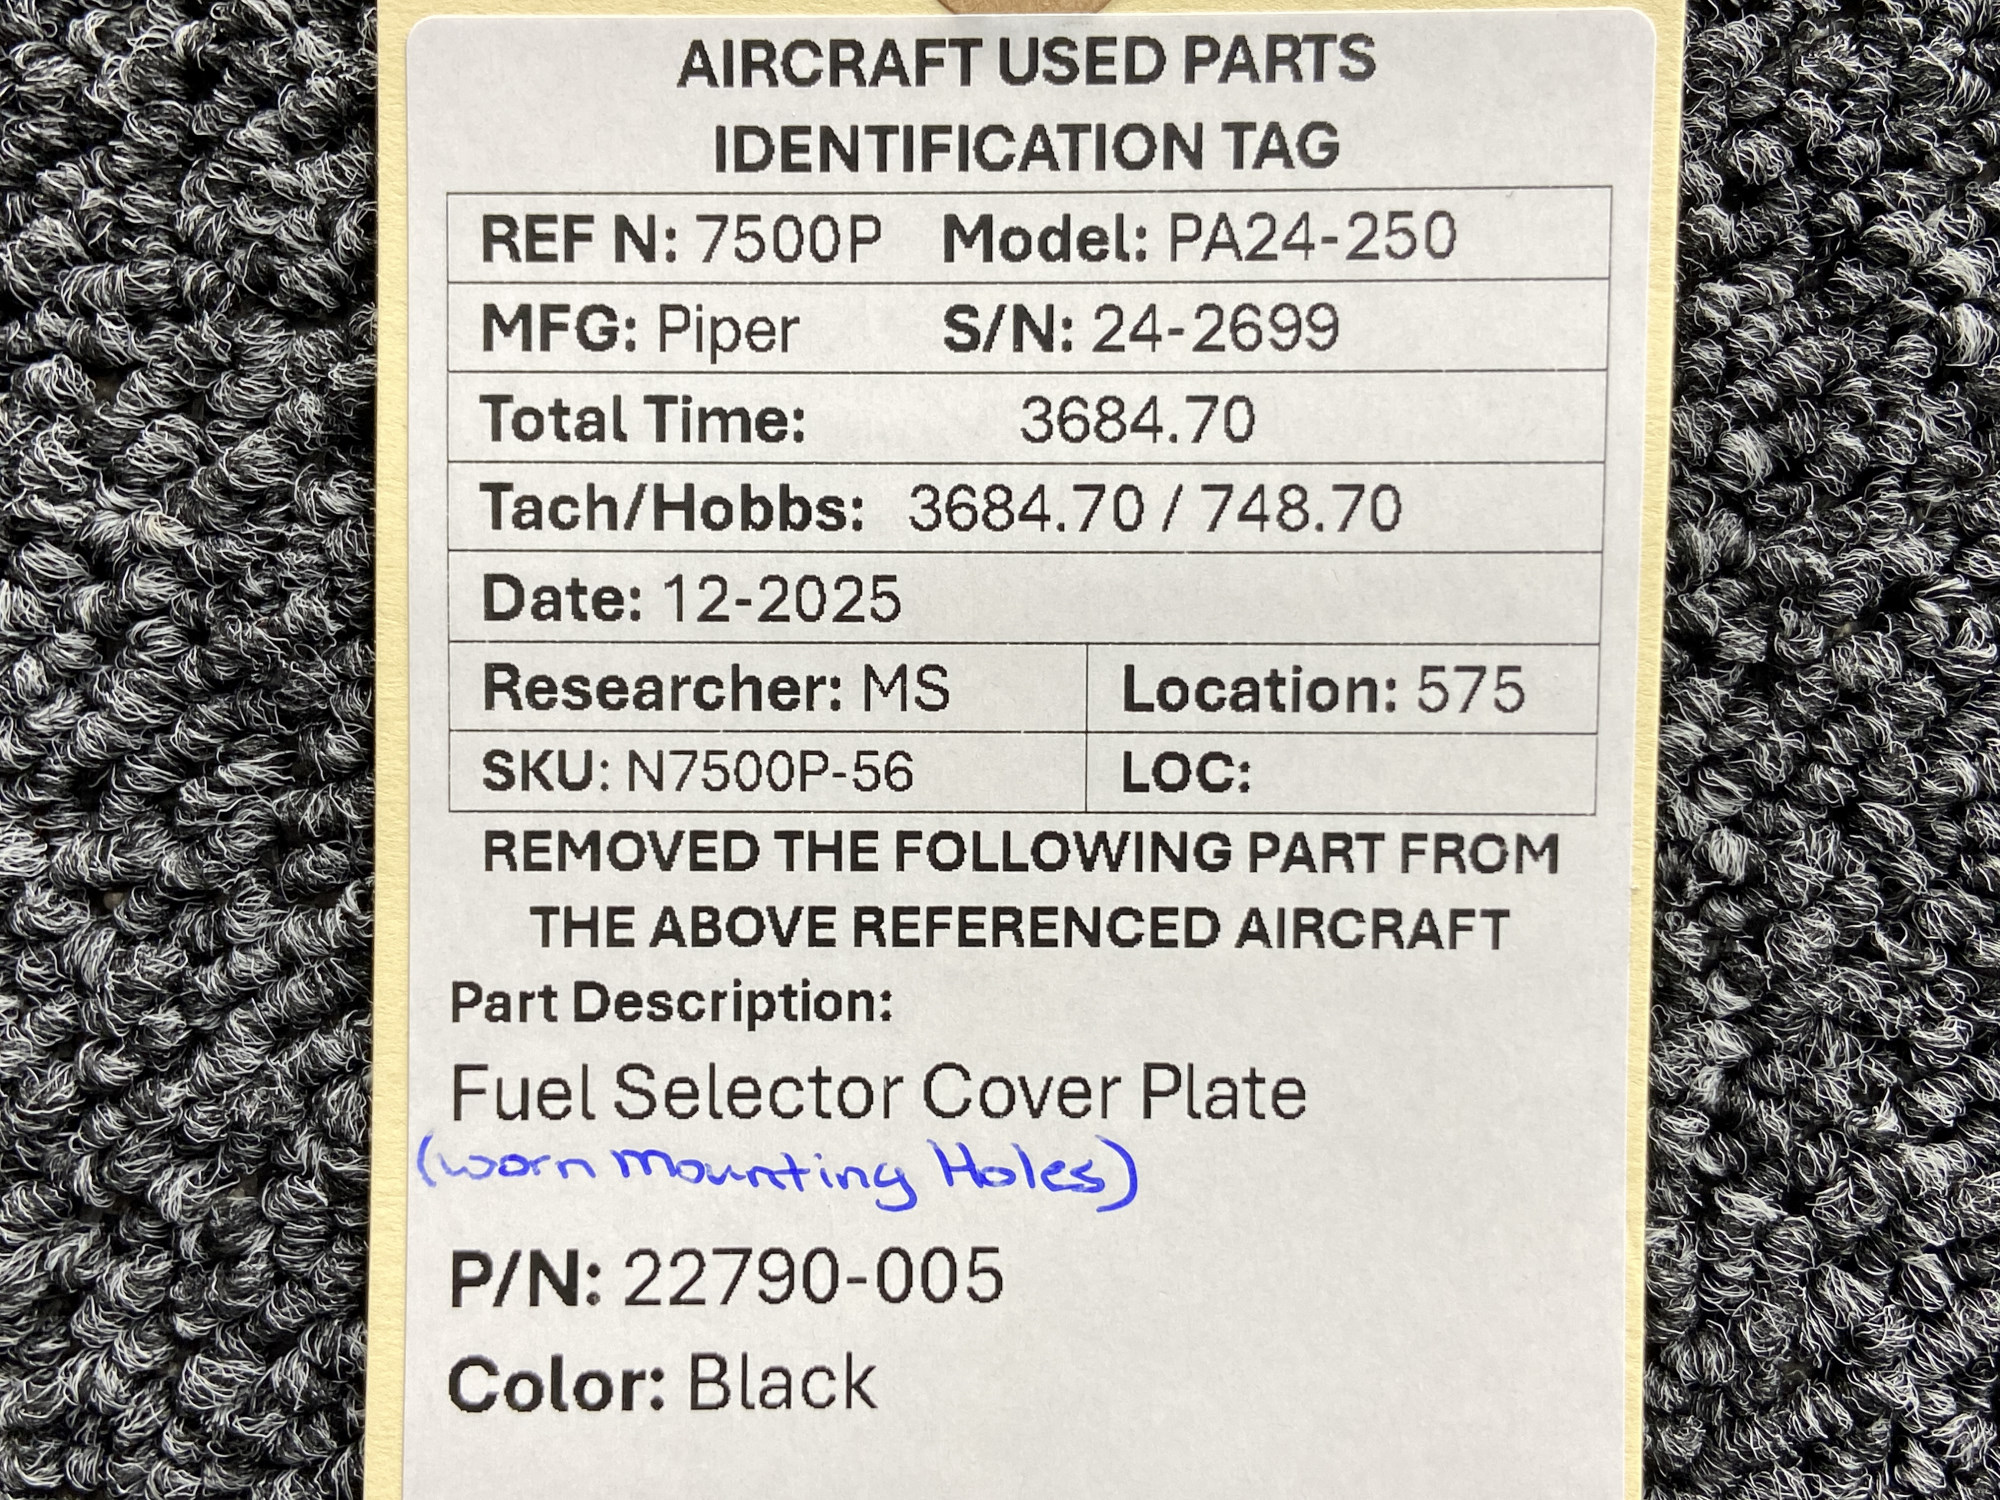 AIRCRAFT USED PARTS
IDENTIFICATION TAG
REF N: 7500P Model: PA24-250
MFG: Piper S/N: 24-2699
Total Time: 3684.70
Tach/Hobbs: 3684.70 / 748.70
Date: 12-2025
Researcher: MS Location: 575
SKU: N7500P-56 LOC:
REMOVED THE FOLLOWING PART FROM
THE ABOVE REFERENCED AIRCRAFT
Part Description:
Fuel Selector Cover Plate
(worn mounting Holes)
P/N: 22790-005
Color: Black